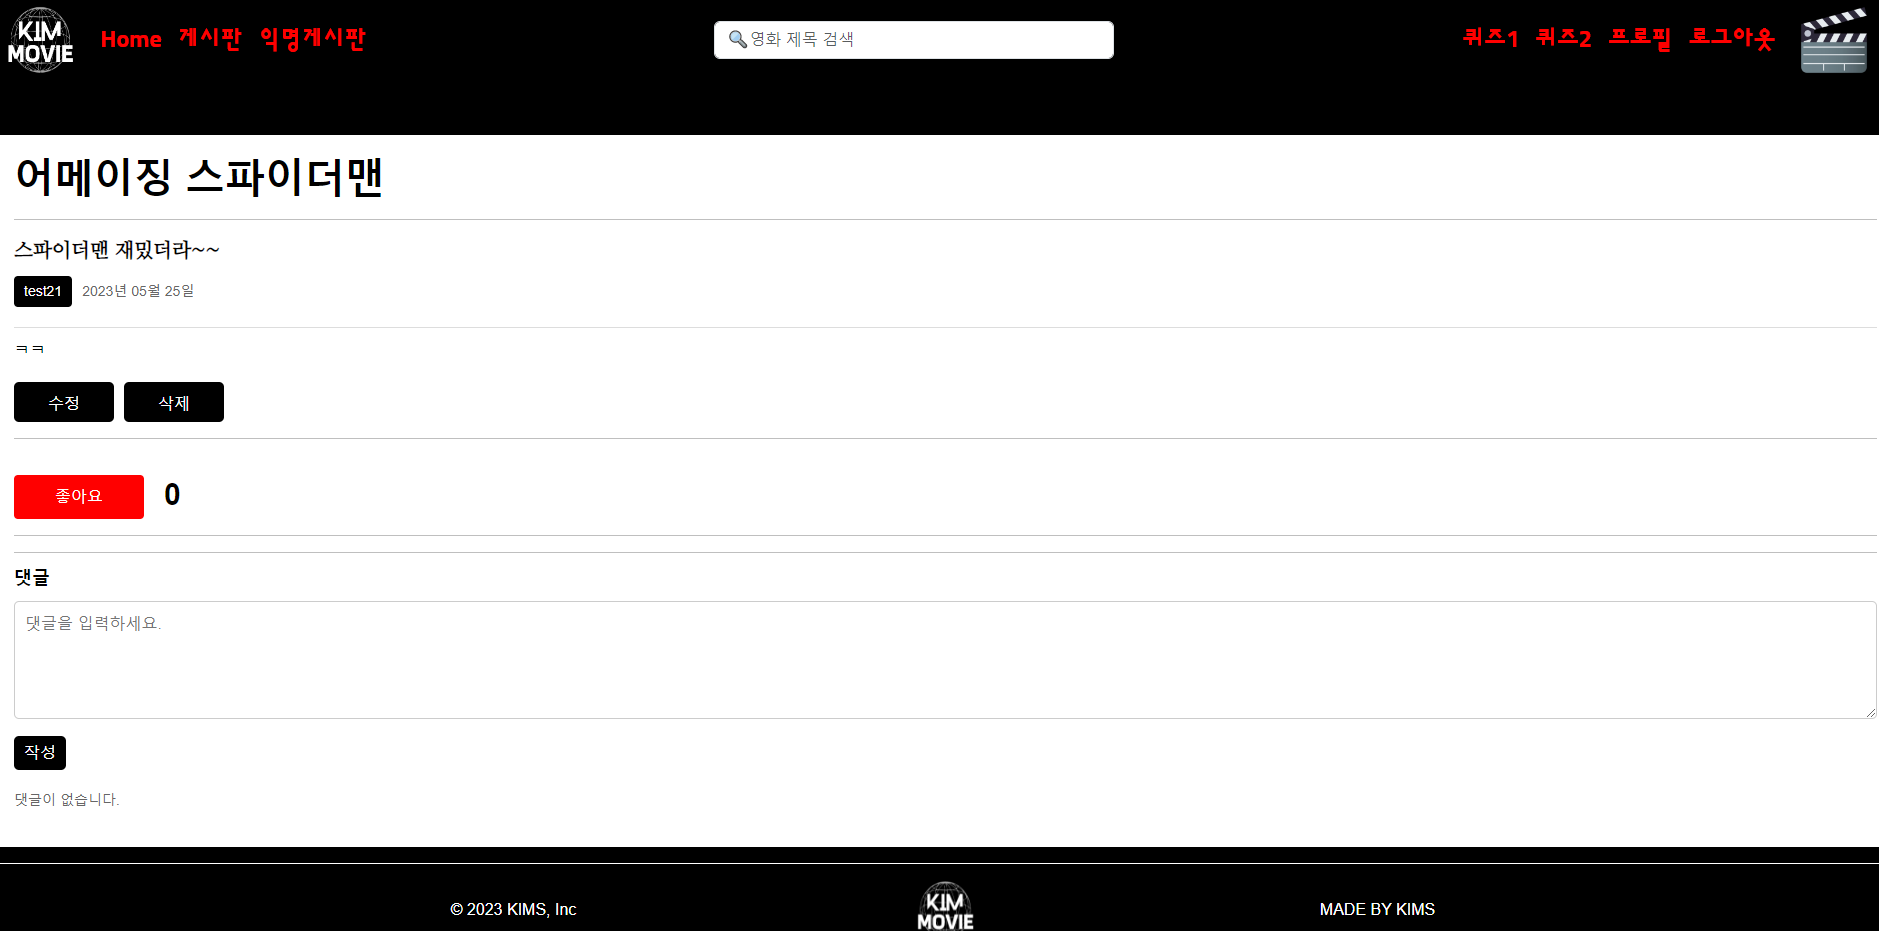 KIM
MOVIE
Home 게시판 익명게시판
영화 제목 검색
퀴즈1 퀴즈2 프로필 로그아웃
어메이징 스파이더맨
스파이더맨 재밌더라~~
test21 2023년 05월 25일
ㅋㅋ
수정 삭제
좋아요 0
댓글
댓글을 입력하세요.
작성
댓글이 없습니다.
© 2023 KIMS, Inc
KIM
MOVIE
MADE BY KIMS